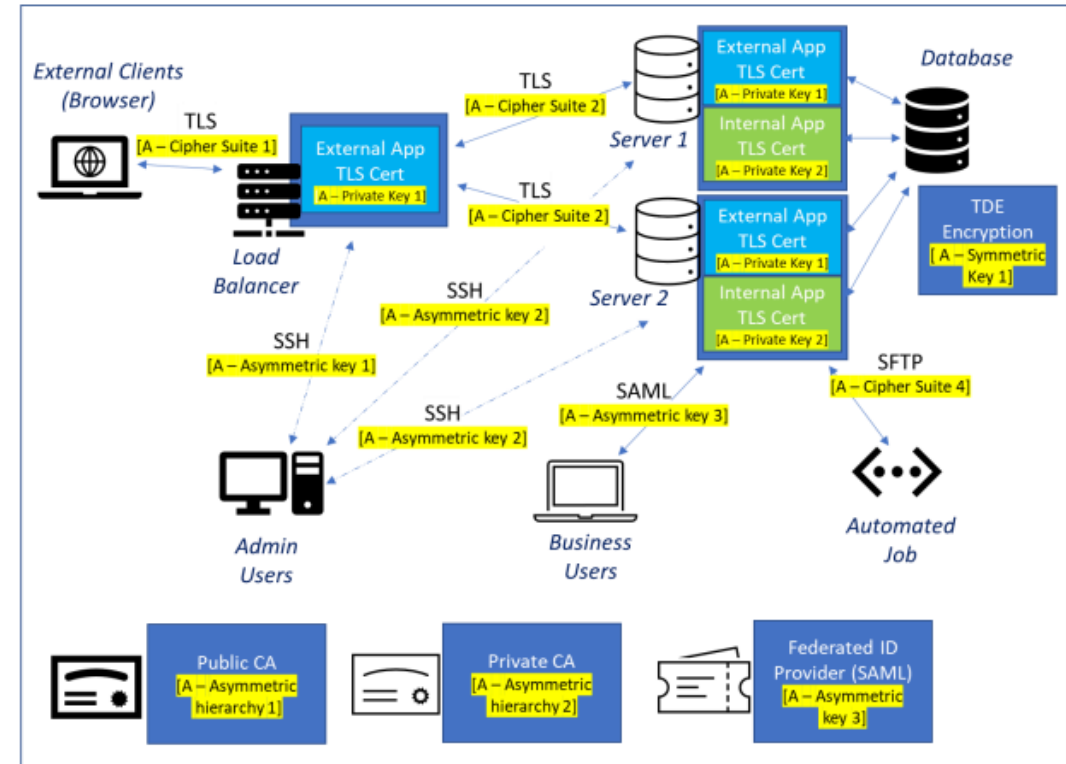 External Clients
(Browser)
TLS
[A – Cipher Suite 1]
External App
TLS Cert
[A – Private Key 1]
Load
Balancer
TLS
[A – Cipher Suite 2]
TLS
[A – Cipher Suite 2]
Server 1
External App
TLS Cert
[A – Private Key 1]
Internal App
TLS Cert
[A – Private Key 2]
Server 2
External App
TLS Cert
[A – Private Key 1]
Internal App
TLS Cert
[A – Private Key 2]
Database
TDE
Encryption
[ A – Symmetric
Key 1]
SSH
[A – Asymmetric key 1]
SSH
[A – Asymmetric key 2]
SSH
[A – Asymmetric key 2]
SAML
[A – Asymmetric key 3]
SFTP
[A – Cipher Suite 4]
Admin
Users
Business
Users
Automated
Job
Public CA
[A – Asymmetric
hierarchy 1]
Private CA
[A – Asymmetric
hierarchy 2]
Federated ID
Provider (SAML)
[A – Asymmetric
key 3]